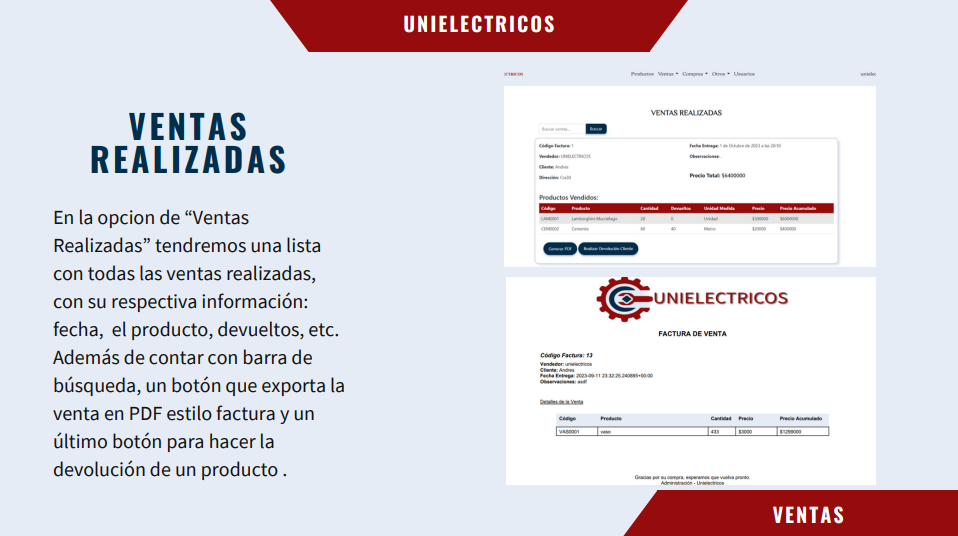 UNIELECTRICOS
VENTAS
REALIZADAS
En la opcion de “Ventas
Realizadas” tendremos una lista
con todas las ventas realizadas,
con su respectiva información:
fecha,  el producto, devueltos, etc.
Además de contar con barra de
búsqueda, un botón que exporta la
venta en PDF estilo factura y un
último botón para hacer la
devolución de un producto .
CTRICOS Productos Ventas Compras Otros Usuarios unielec
VENTAS REALIZADAS
Buscar ventas... Buscar
Código Factura: 1 Fecha Entrega: 1 de Octubre de 2023 a las 20:10
Vendedor: UNIELECTRICOS Observaciones:
Cliente: Andres
Dirección: Cra30 Precio Total: $6400000
Productos Vendidos:
Código Producto Cantidad Devueltos Unidad Medida Precio Precio Acumulado
LAM0001 Lamborghini Murcielago 20 0 Unidad $300000 $6000000
CEM0002 Cemento 60 40 Metro $20000 $400000
Generar PDF Realizar Devolución Cliente
UNIELECTRICOS
FACTURA DE VENTA
Código Factura: 13
Vendedor: unielectricos
Cliente: Andres
Fecha Entrega: 2023-09-11 23:32:25.240895+00:00
Observaciones: asdf
Detalles de la Venta
Código Producto Cantidad Precio Precio Acumulado
VAS0001 vaso 433 $3000 $1299000
Gracias por su compra, esperamos que vuelva pronto.
Administración - Unielectricos
VENTAS